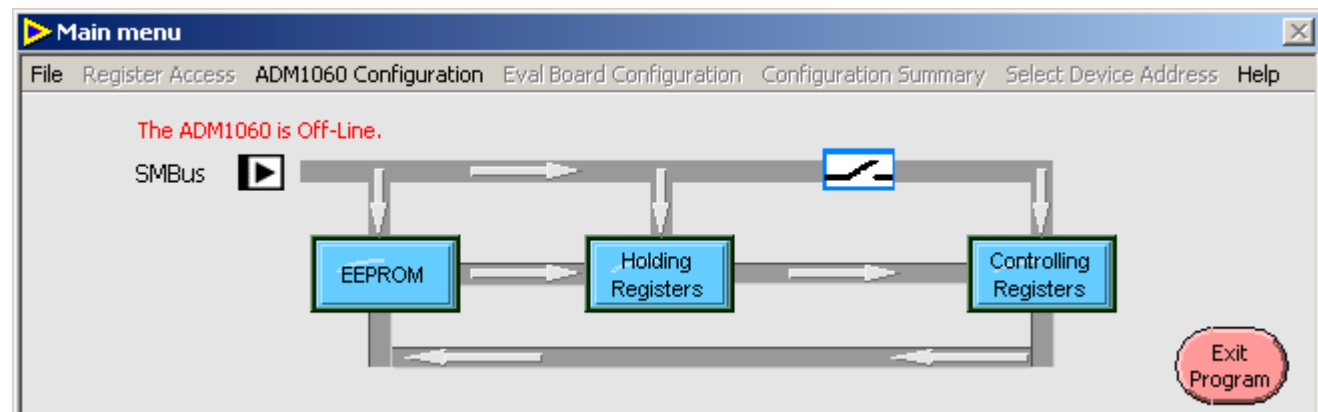 Main menu
File Register Access ADM1060 Configuration Eval Board Configuration Configuration Summary Select Device Address Help
The ADM1060 is Off-Line.
SMBus
EEPROM
Holding
Registers
Controlling
Registers
Exit
Program